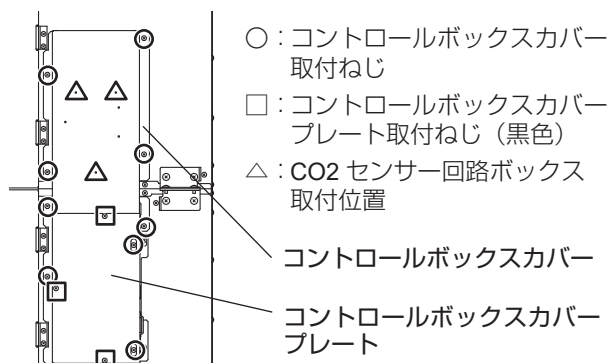 ○：コントロールボックスカバー
取付ねじ
□：コントロールボックスカバー
プレート取付ねじ（黒色）
△：CO2 センサー回路ボックス
取付位置
コントロールボックスカバー
コントロールボックスカバー
プレート